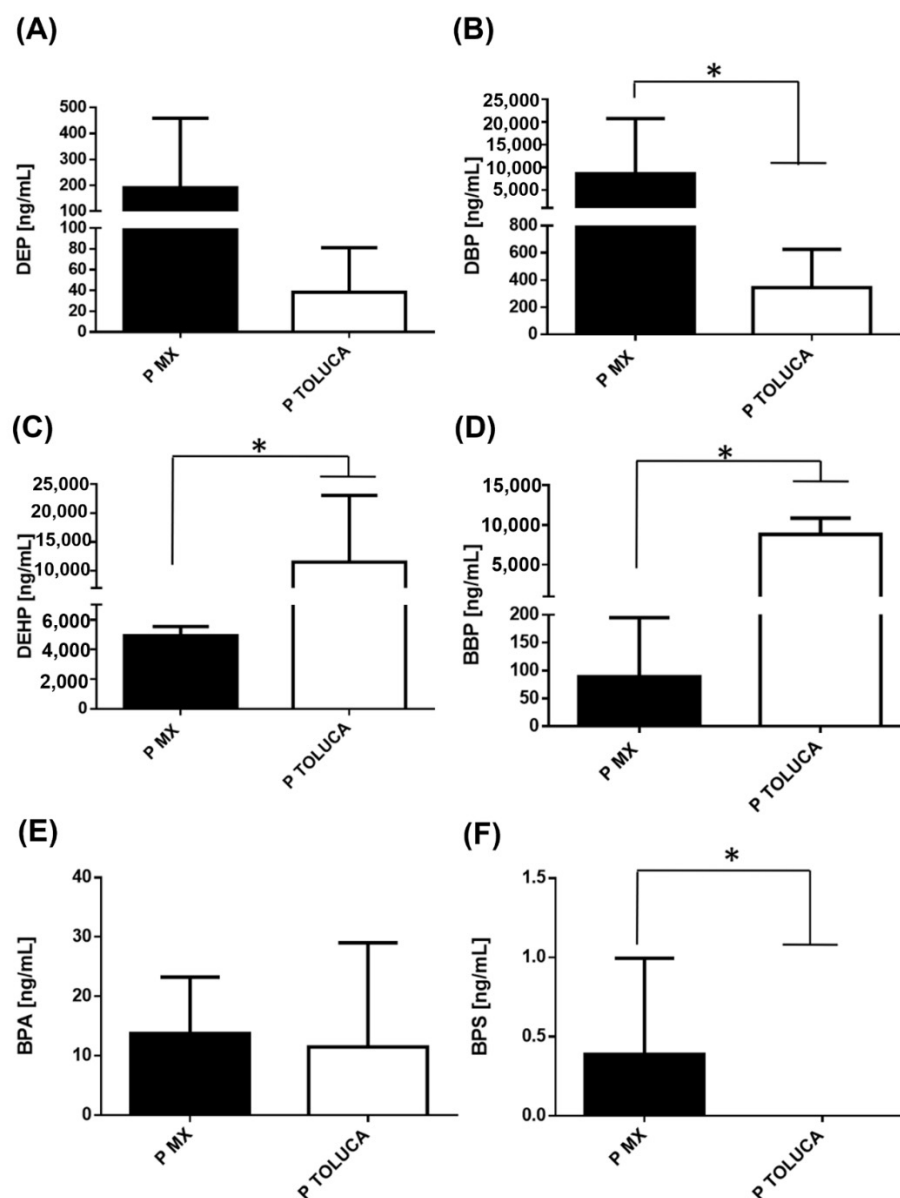 (A)
DEP [ng/mL]
500
400
300
200
100
100
80
60
40
20
0
P MX
P TOLUCA
(B)
*
DBP [ng/mL]
25,000
20,000
15,000
10,000
5,000
800
600
400
200
0
P MX
P TOLUCA
(C)
*
DEHP [ng/mL]
25,000
20,000
15,000
10,000
6,000
4,000
2,000
0
P MX
P TOLUCA
(D)
*
BBP [ng/mL]
15,000
10,000
5,000
200
150
100
50
0
P MX
P TOLUCA
(E)
BPA [ng/mL]
40
30
20
10
0
P MX
P TOLUCA
(F)
*
BPS [ng/mL]
1.5
1.0
0.5
0.0
P MX
P TOLUCA